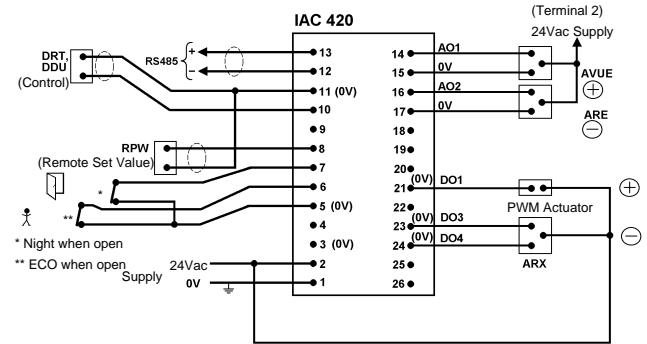 IAC 420
(Terminal 2)
24Vac Supply
DRT,
DDU
(Control)
RS485
+
–
13
12
11 (0V)
10
9
8
7
6
5 (0V)
4
3 (0V)
2
1
RPW
(Remote Set Value)
*
**
* Night when open
** ECO when open
Supply
24Vac
0V
14
15
16
17
18
19
20
(0V)
21
22
(0V)
23
(0V)
24
25
26
AO1
0V
AO2
0V
DO1
DO3
DO4
AVUE
+
ARE
–
PWM Actuator
+
–
ARX